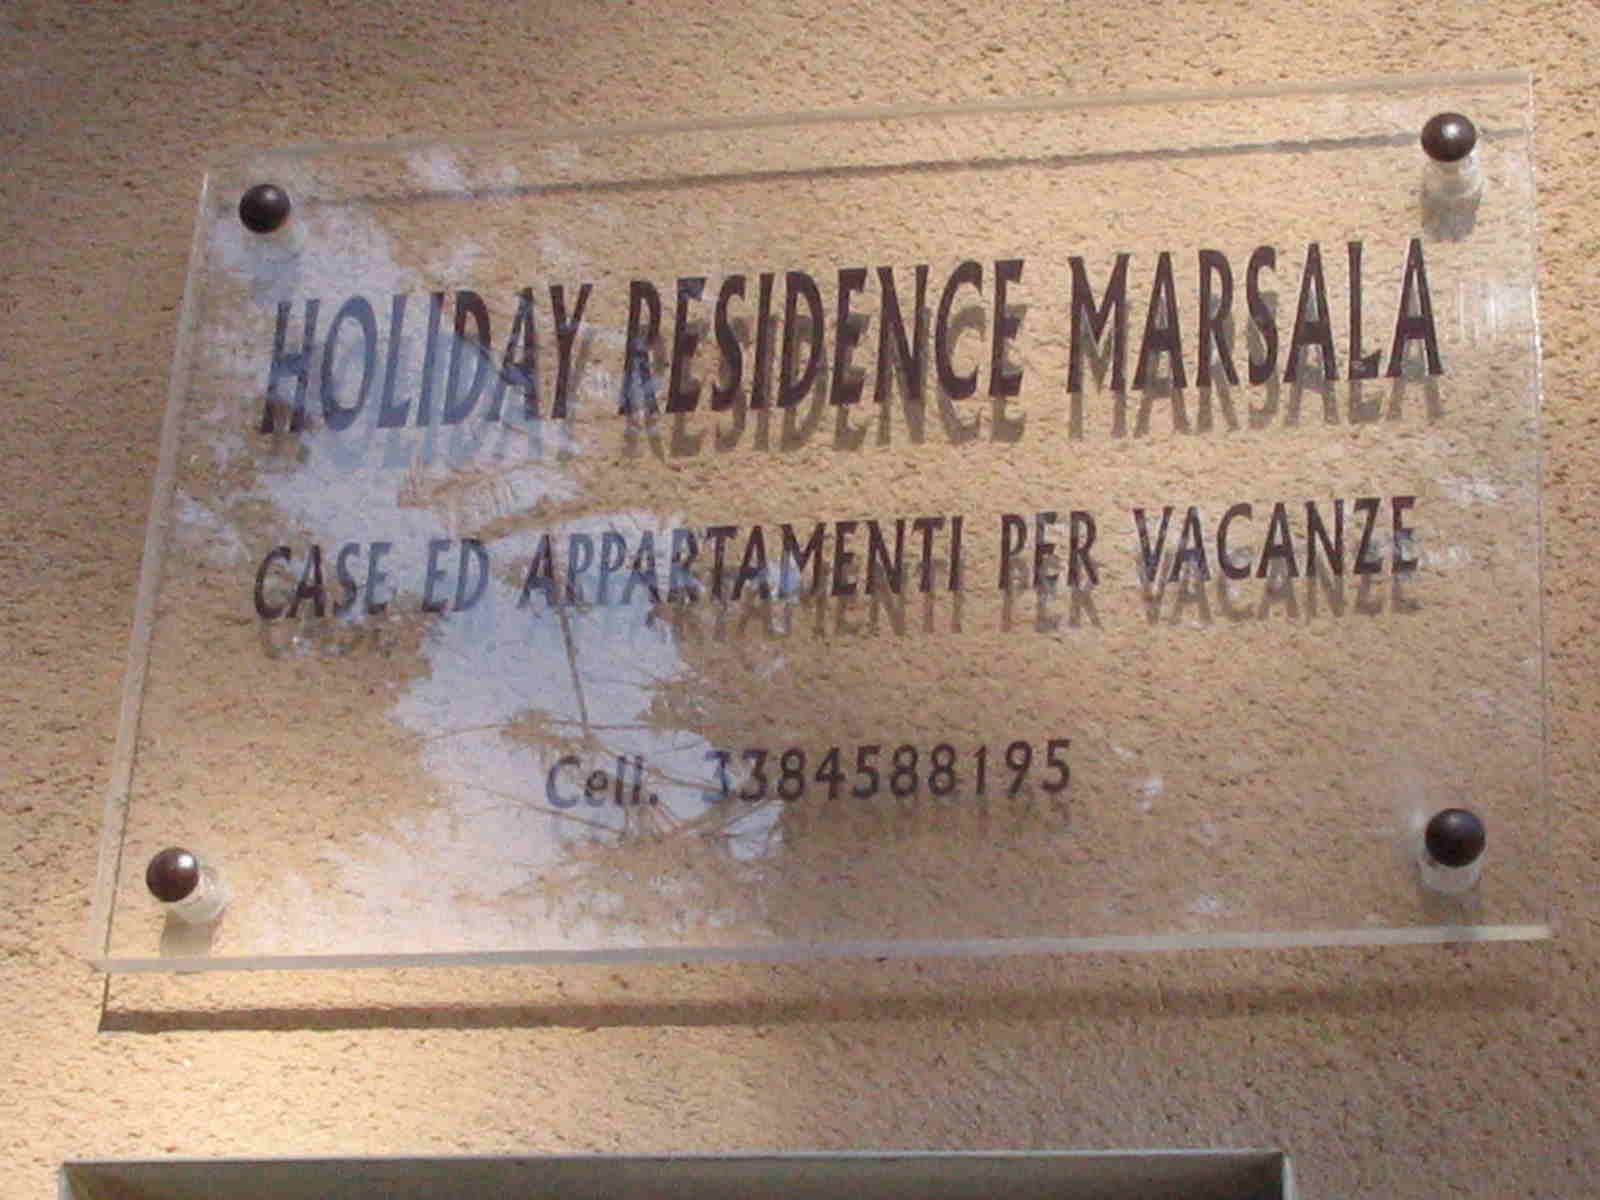 HOLIDAY RESIDENCE MARSALA
CASE ED APPARTAMENTI PER VACANZE
Cell. 3384588195